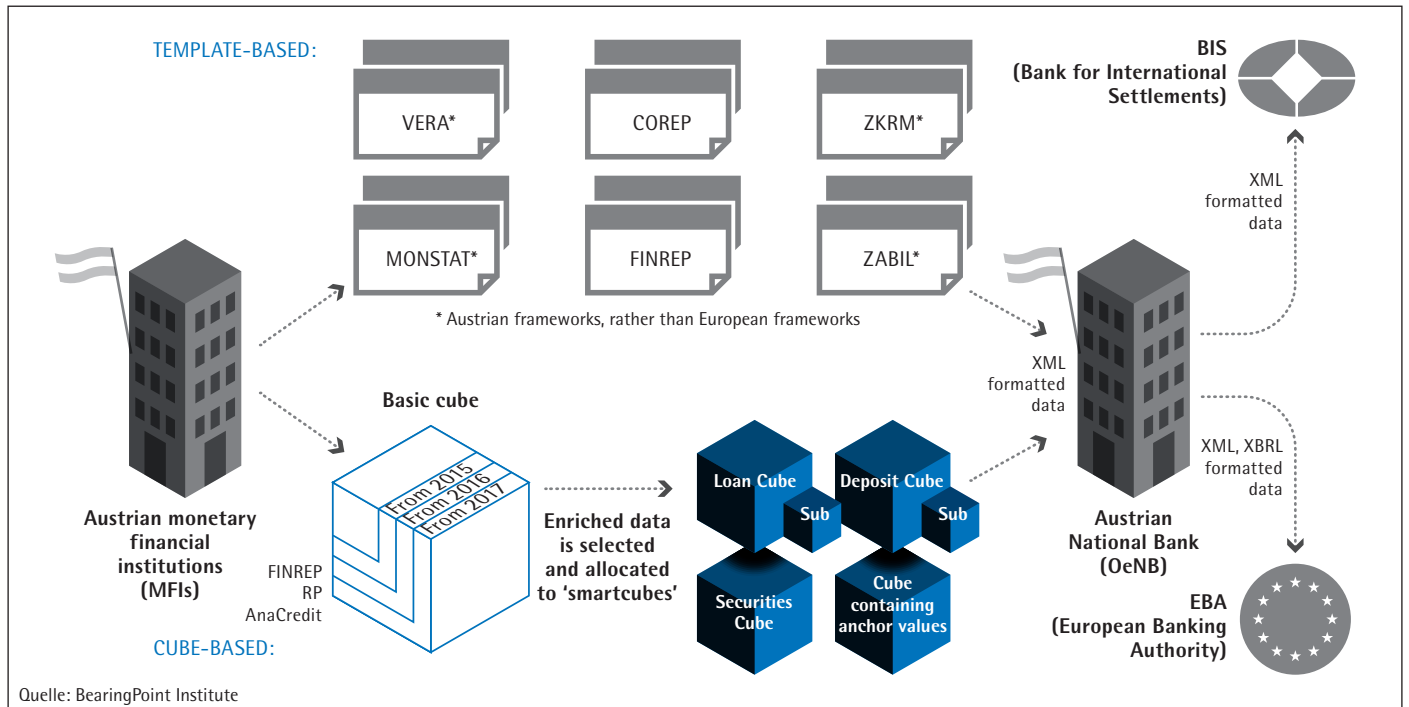 TEMPLATE-BASED:
VERA*
COREP
ZKRM*
MONSTAT*
FINREP
ZABIL*
* Austrian frameworks, rather than European frameworks
BIS
(Bank for International
Settlements)
XML
formatted
data
XML
formatted
data
XML, XBRL
formatted
data
Austrian monetary
financial
institutions
(MFIs)
Basic cube
From 2015
From 2016
From 2017
FINREP
RP
AnaCredit
CUBE-BASED:
Enriched data
is selected
and allocated
to ‘smartcubes’
Loan Cube
Sub
Deposit Cube
Sub
Securities
Cube
Cube
containing
anchor values
Austrian
National Bank
(OeNB)
EBA
(European Banking
Authority)
Quelle: BearingPoint Institute